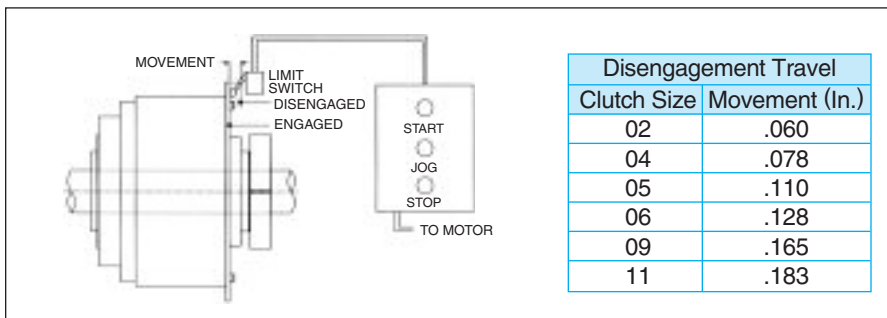 MOVEMENT
LIMIT
SWITCH
DISENGAGED
ENGAGED
START
JOG
STOP
TO MOTOR
Disengagement Travel
Clutch Size Movement (In.)
02 .060
04 .078
05 .110
06 .128
09 .165
11 .183